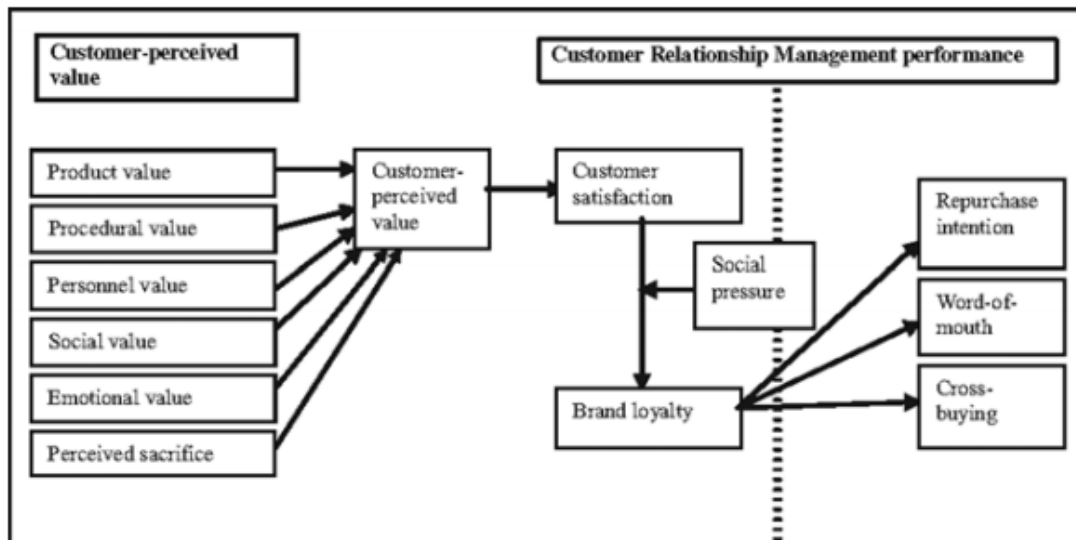 Customer-perceived
value
Customer Relationship Management performance
Product value
Procedural value
Personnel value
Social value
Emotional value
Perceived sacrifice
Customer-
perceived
value
Customer
satisfaction
Social
pressure
Brand loyalty
Repurchase
intention
Word-of-
mouth
Cross-
buying